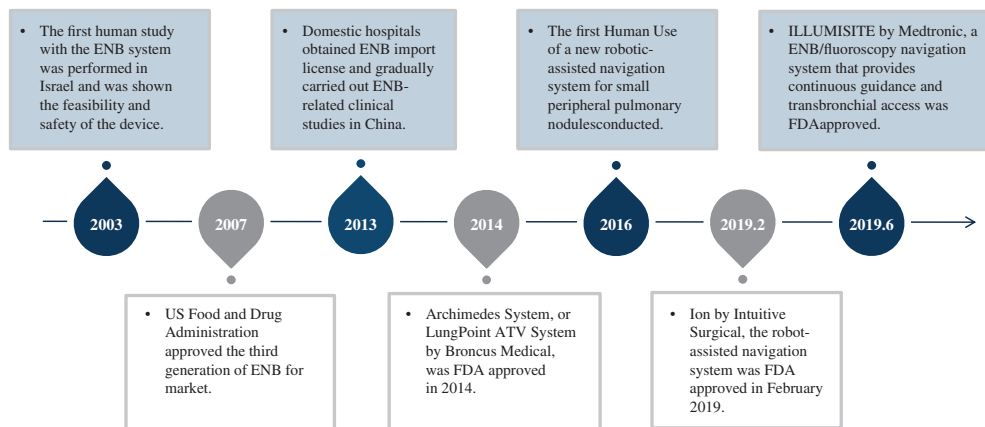 • The first human study
with the ENB system
was performed in
Israel and was shown
the feasibility and
safety of the device.
• Domestic hospitals
obtained ENB import
license and gradually
carried out ENB-
related clinical
studies in China.
• The first Human Use
of a new robotic-
assisted navigation
system for small
peripheral pulmonary
nodulesconducted.
• ILLUMISITE by Medtronic, a
ENB/fluoroscopy navigation
system that provides
continuous guidance and
transbronchial access was
FDAapproved.
2003
2007
2013
2014
2016
2019.2
2019.6
• US Food and Drug
Administration
approved the third
generation of ENB for
market.
• Archimedes System, or
LungPoint ATV System
by Broncus Medical,
was FDA approved
in 2014.
• Ion by Intuitive
Surgical, the robot-
assisted navigation
system was FDA
approved in February
2019.